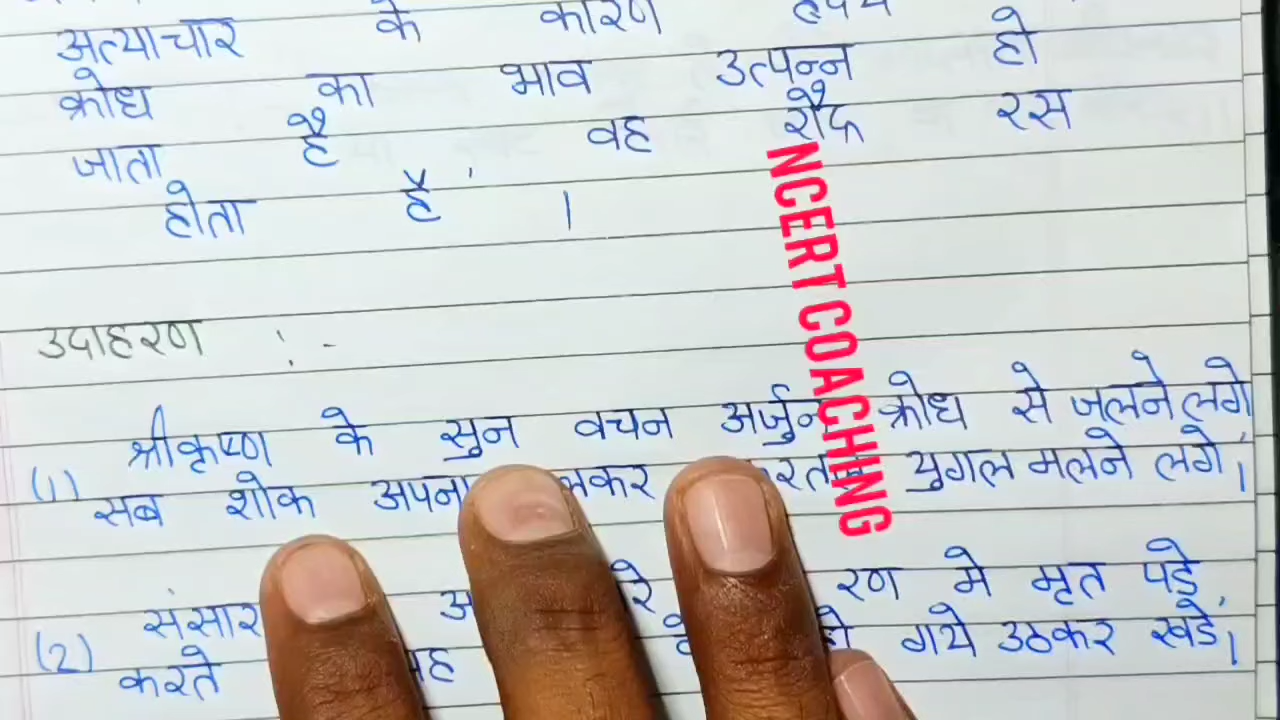 अत्याचार के कारण
क्रोध का भाव उत्पन्न हो
जाता है वह रौद्र रस
होता है ।
उदाहरण :-
श्रीकृष्ण के सुन वचन अर्जुन क्रोध से जलने लगे,
(1) सब शोक अपना युगल मलने लगे।
संसार रण मे मृत पड़े,
(2) करते गये उठकर खड़े।
NCERT COACHING